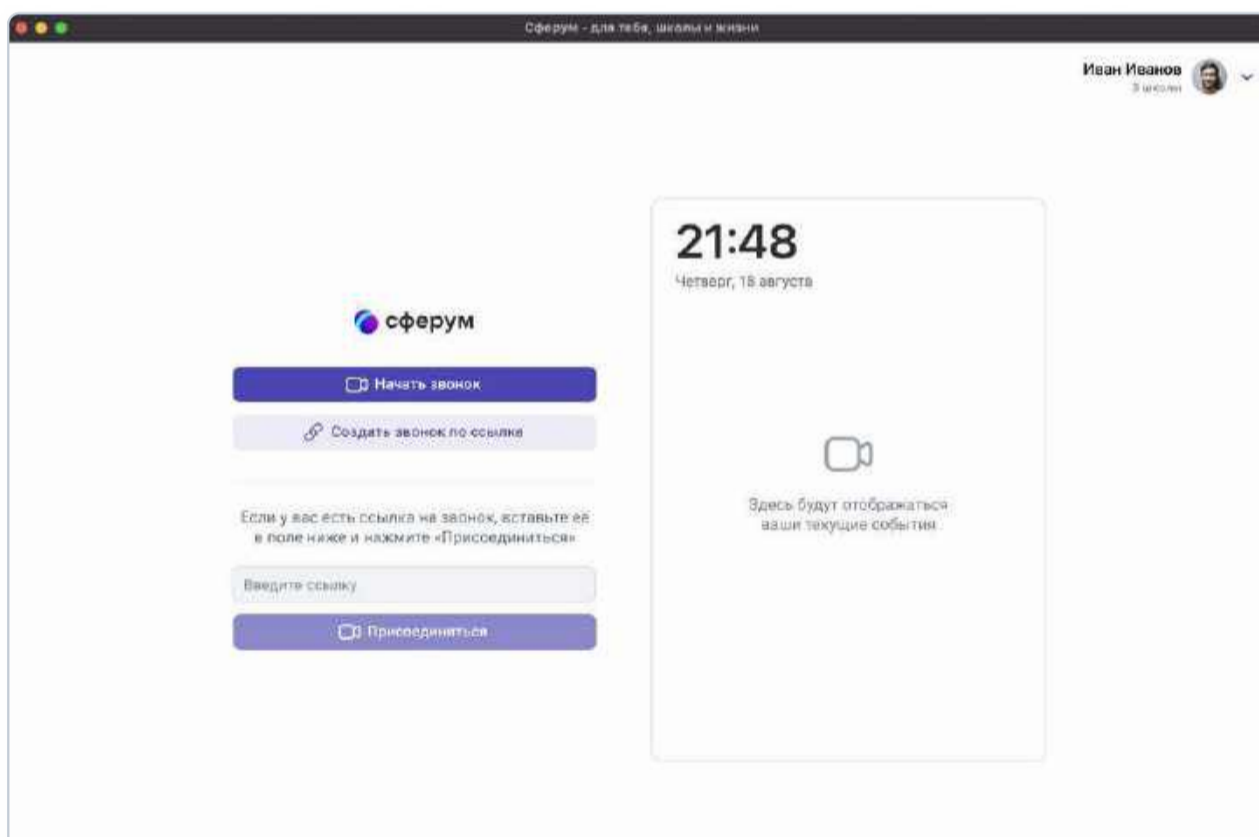 Сферум - для тебя, школы и жизни
Иван Иванов
3 школы
21:48
Четверг, 18 августа
сферум
Начать звонок
Создать звонок по ссылке
Если у вас есть ссылка на звонок, вставьте её
в поле ниже и нажмите «Присоединиться»
Введите ссылку
Присоединиться
Здесь будут отображаться
ваши текущие события